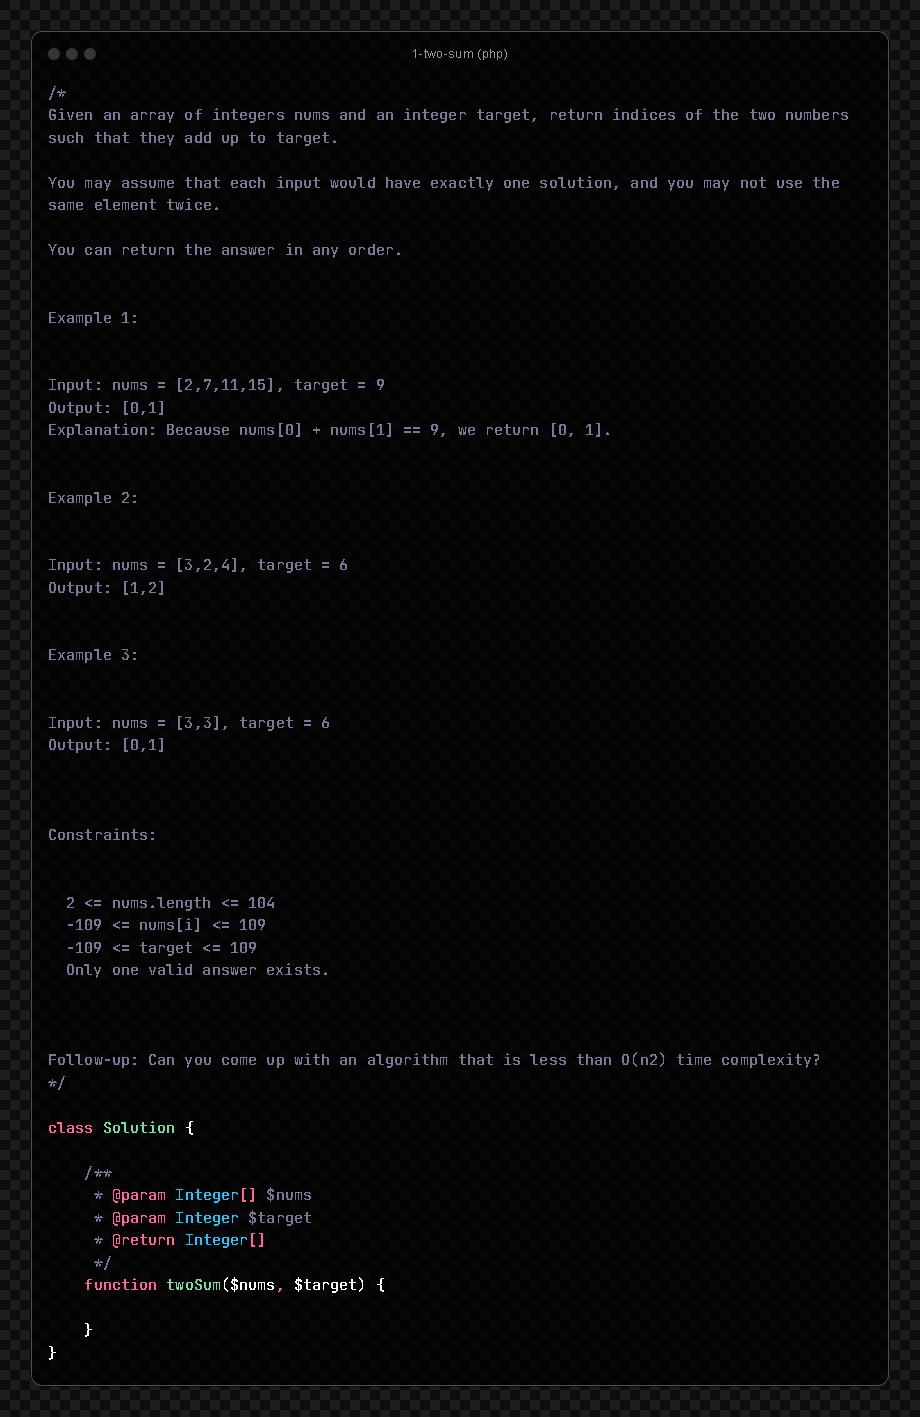 1-two-sum (php)
/*
Given an array of integers nums and an integer target, return indices of the two numbers
such that they add up to target.
You may assume that each input would have exactly one solution, and you may not use the
same element twice.
You can return the answer in any order.
Example 1:
Input: nums = [2,7,11,15], target = 9
Output: [0,1]
Explanation: Because nums[0] + nums[1] == 9, we return [0, 1].
Example 2:
Input: nums = [3,2,4], target = 6
Output: [1,2]
Example 3:
Input: nums = [3,3], target = 6
Output: [0,1]
Constraints:
  2 <= nums.length <= 104
  -109 <= nums[i] <= 109
  -109 <= target <= 109
  Only one valid answer exists.
Follow-up: Can you come up with an algorithm that is less than O(n2) time complexity?
*/
class Solution {
    /**
     * @param Integer[] $nums
     * @param Integer $target
     * @return Integer[]
     */
    function twoSum($nums, $target) {
    }
}